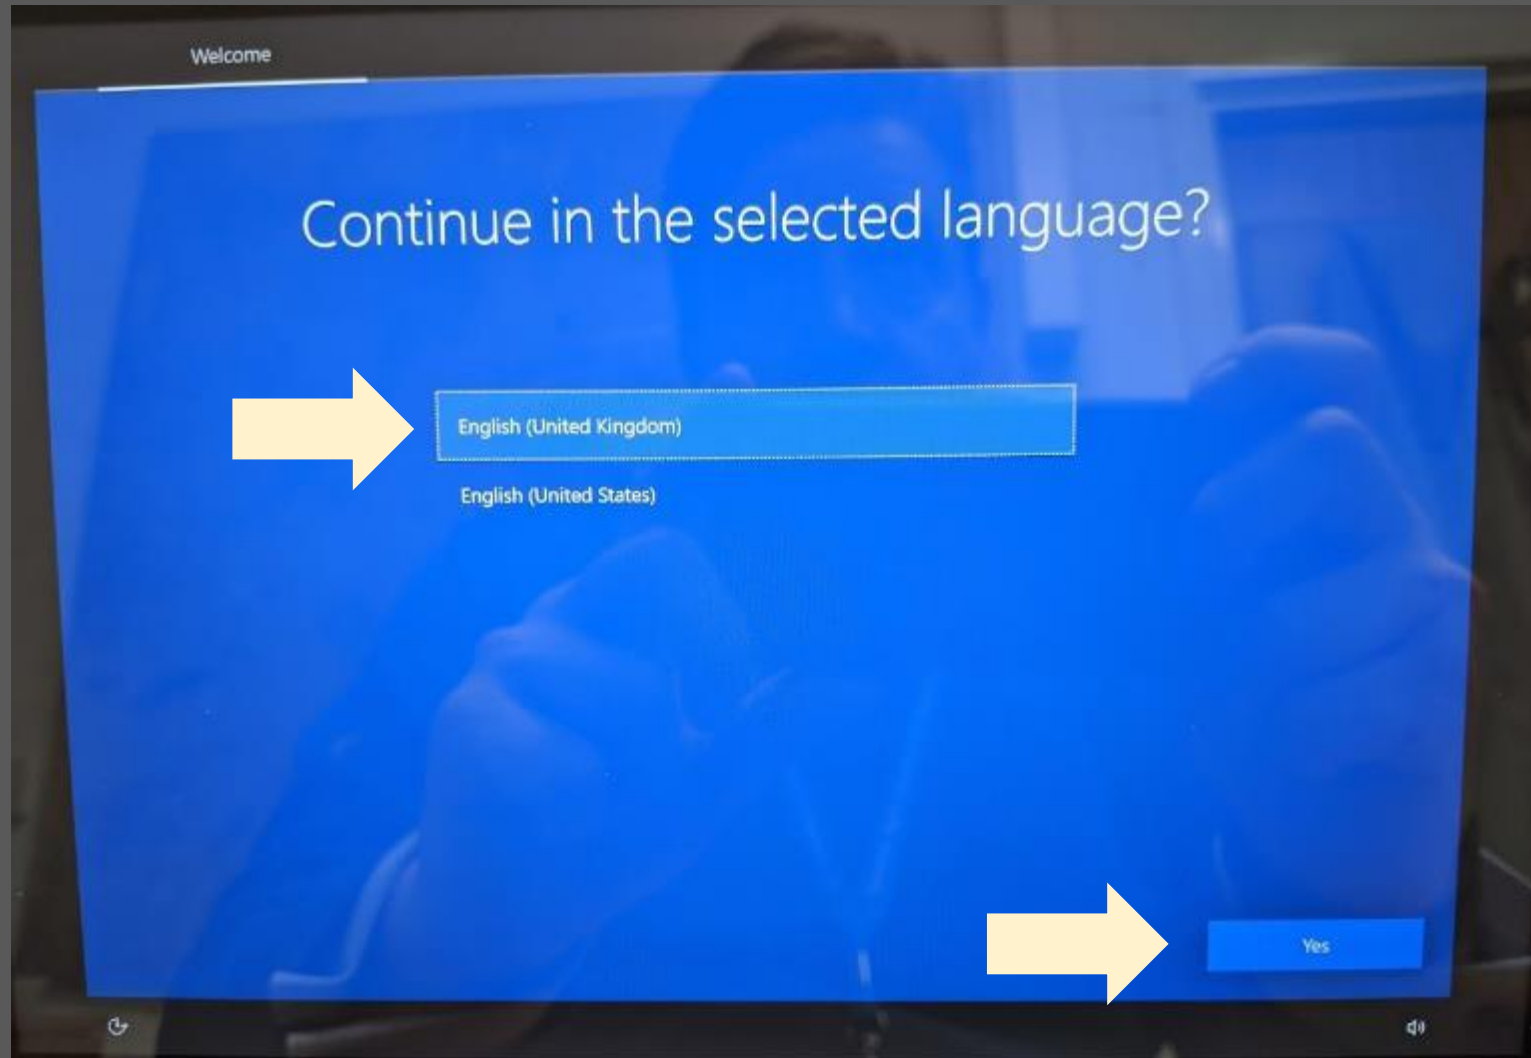 Welcome
Continue in the selected language?
English (United Kingdom)
English (United States)
Yes